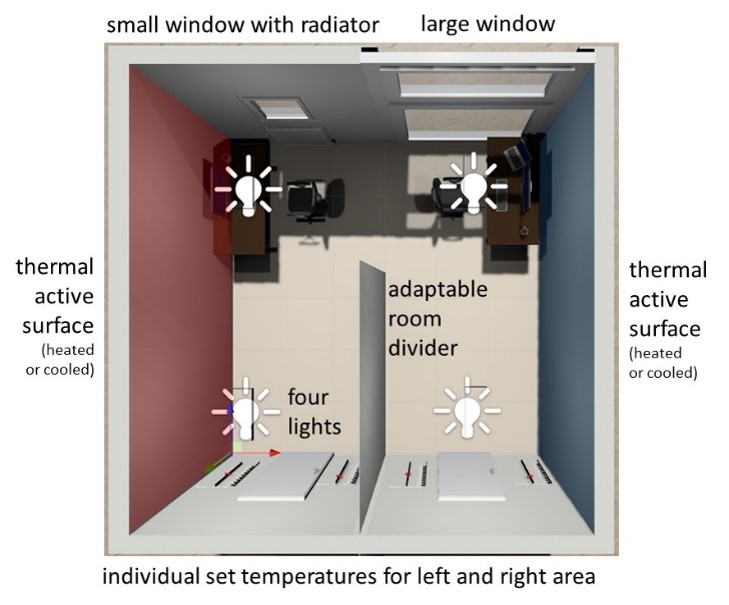 small window with radiator
large window
thermal
active
surface
(heated
or cooled)
adaptable
room
divider
thermal
active
surface
(heated
or cooled)
four
lights
individual set temperatures for left and right area